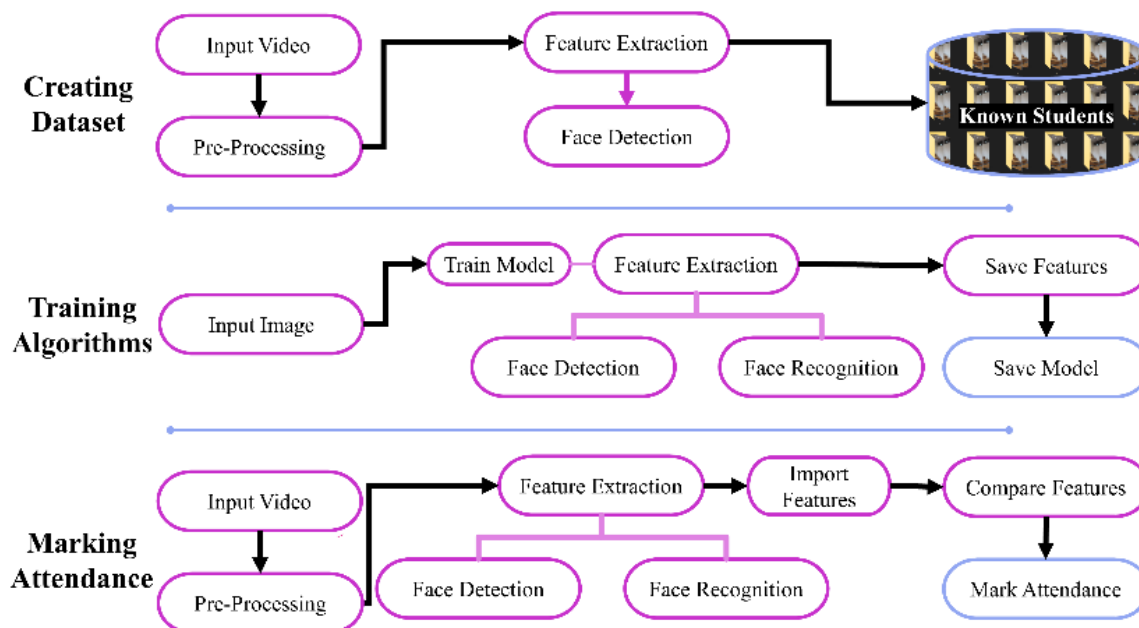 Creating
Dataset
Input Video
Pre-Processing
Feature Extraction
Face Detection
Known Students
Training
Algorithms
Input Image
Train Model
Feature Extraction
Face Detection
Face Recognition
Save Features
Save Model
Marking
Attendance
Input Video
Pre-Processing
Feature Extraction
Face Detection
Face Recognition
Import
Features
Compare Features
Mark Attendance